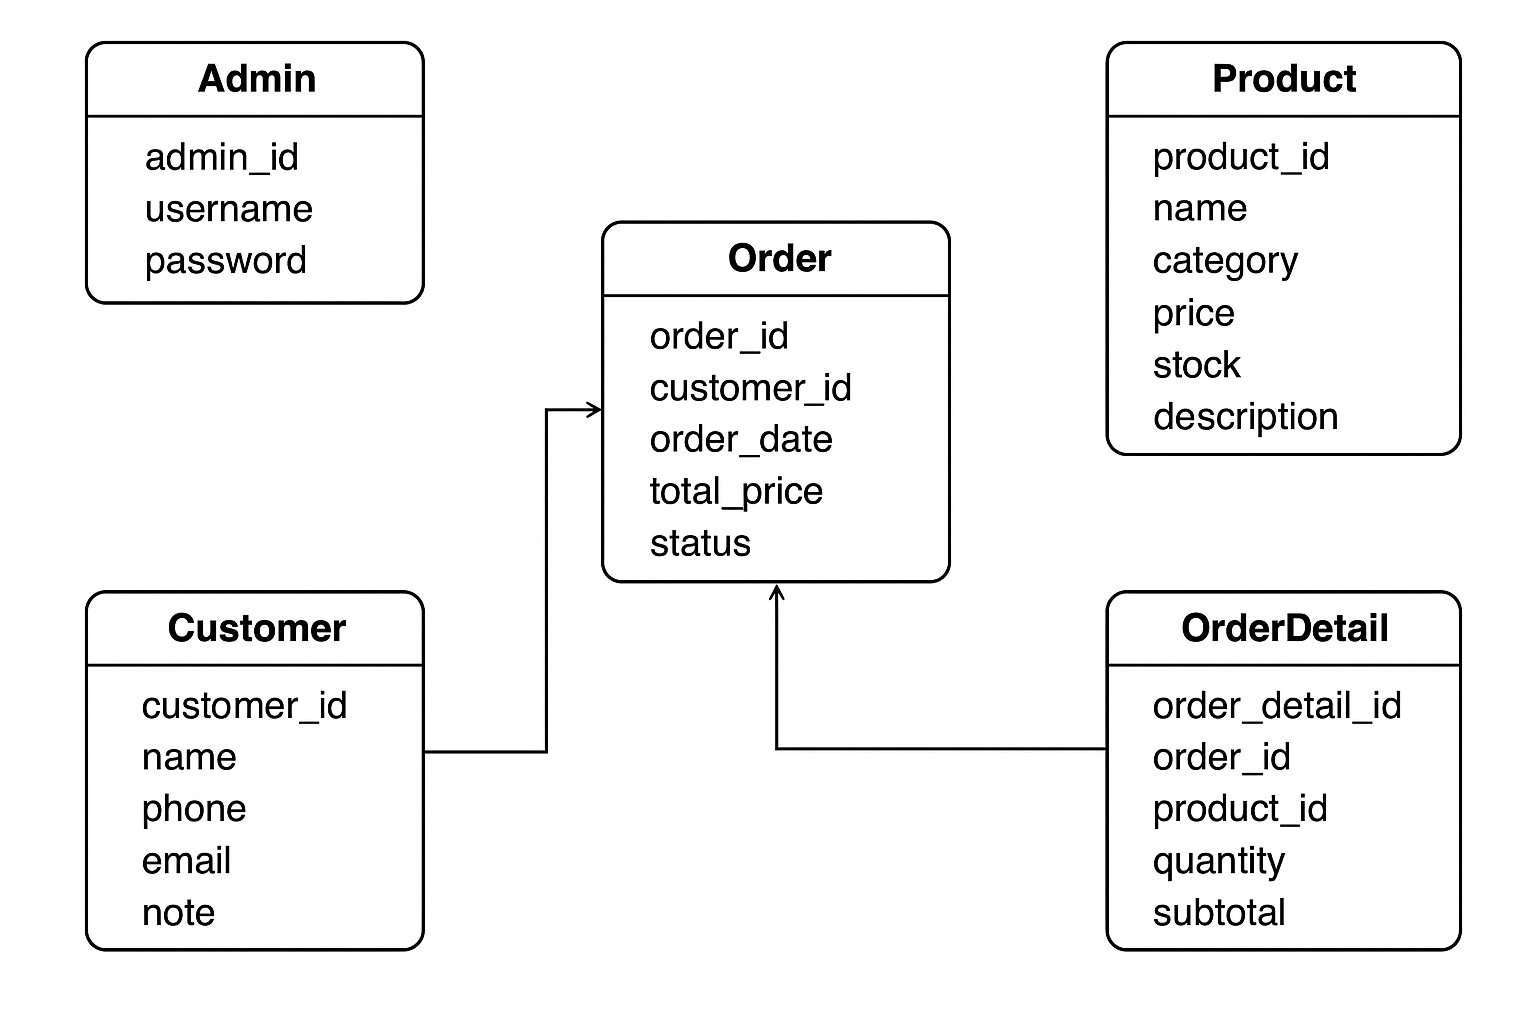 Admin
admin_id
username
password
Product
product_id
name
category
price
stock
description
Order
order_id
customer_id
order_date
total_price
status
Customer
customer_id
name
phone
email
note
OrderDetail
order_detail_id
order_id
product_id
quantity
subtotal